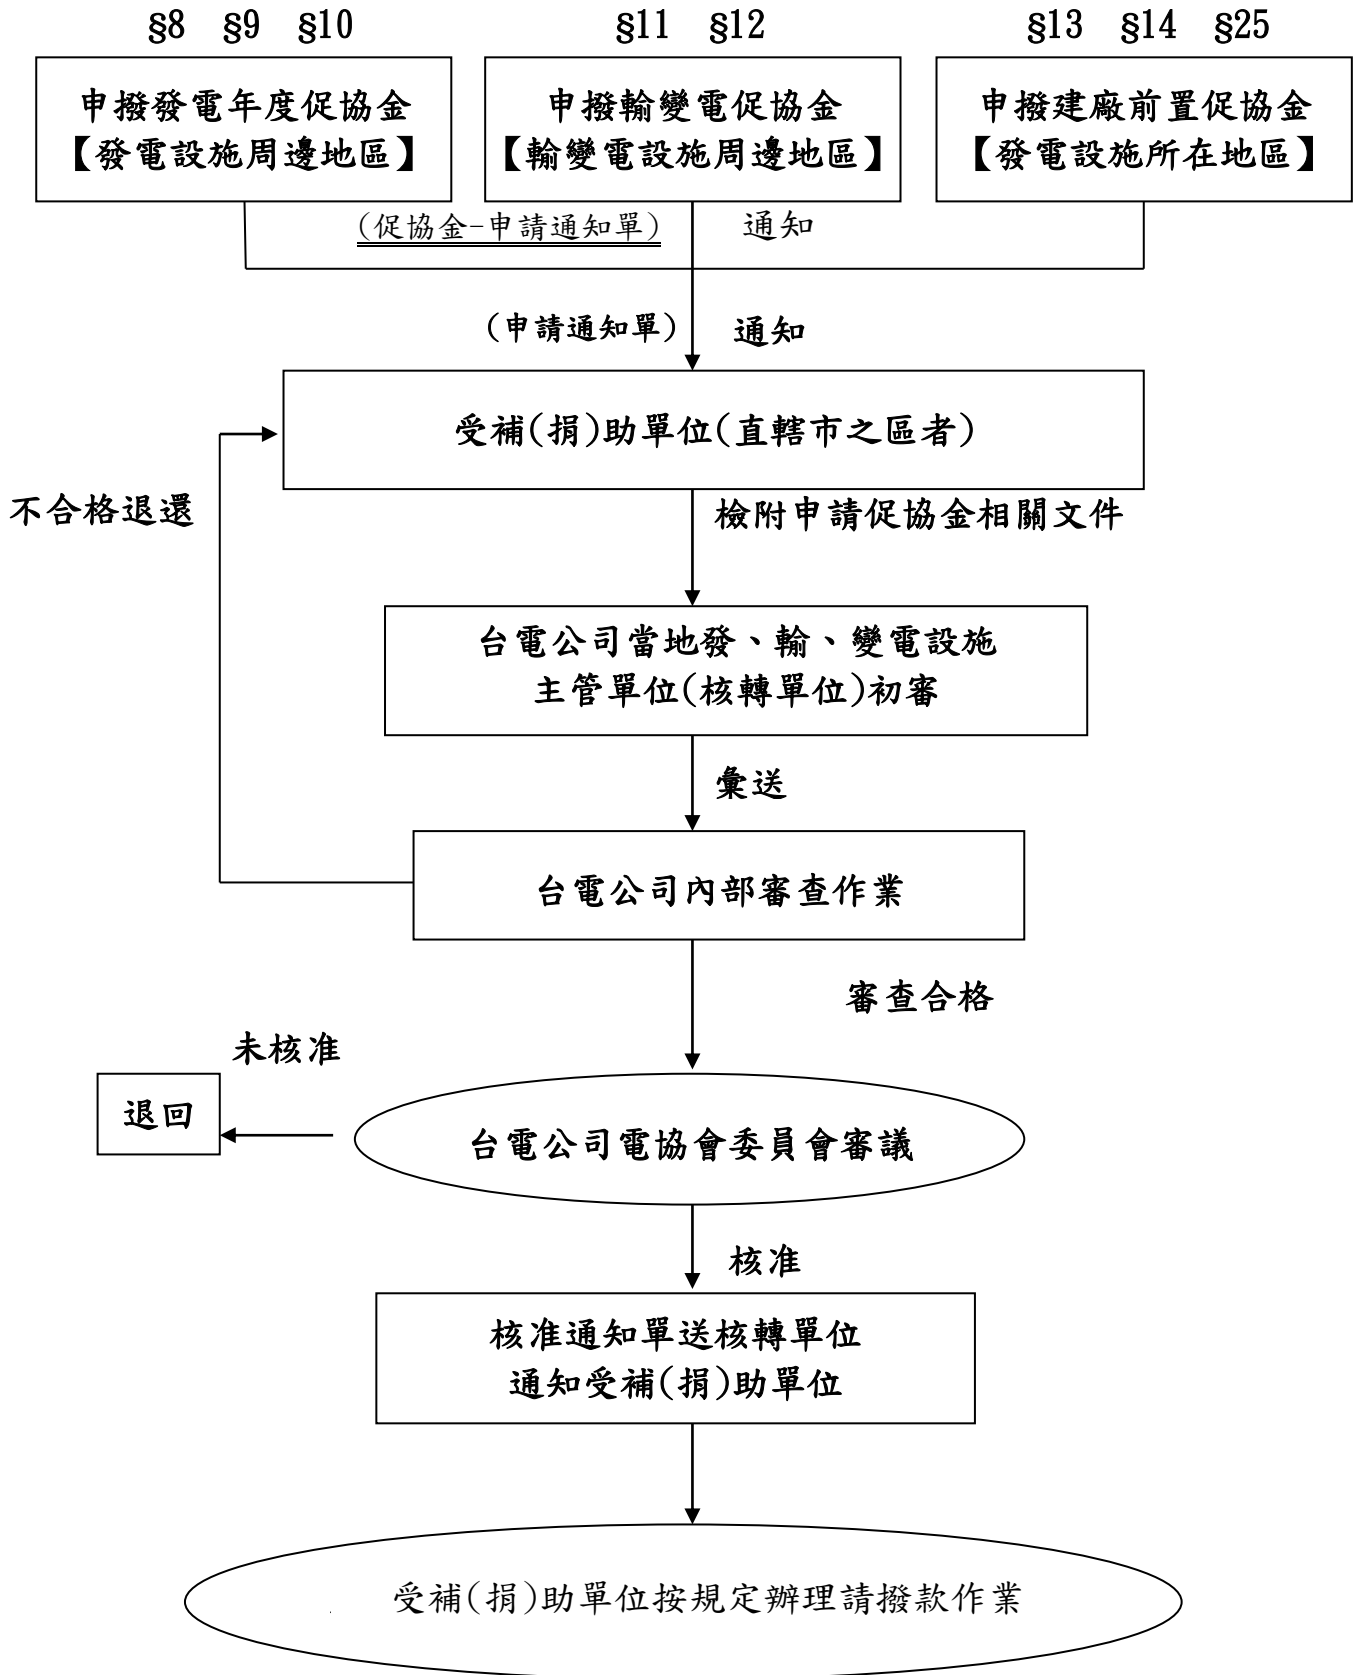 §8 §9 §10
§11 §12
§13 §14 §25
申撥發電年度促協金
【發電設施周邊地區】
申撥輸變電促協金
【輸變電設施周邊地區】
申撥建廠前置促協金
【發電設施所在地區】
(促協金-申請通知單) 通知
(申請通知單) 通知
受補(捐)助單位(直轄市之區者)
不合格退還
檢附申請促協金相關文件
台電公司當地發、輸、變電設施
主管單位(核轉單位)初審
彙送
台電公司內部審查作業
審查合格
未核准
退回
台電公司電協會委員會審議
核准
核准通知單送核轉單位
通知受補(捐)助單位
受補(捐)助單位按規定辦理請撥款作業